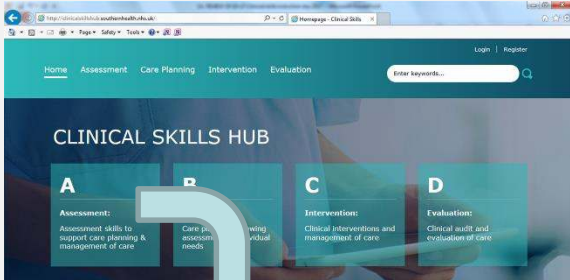 http://clinicalskillshub.southernhealth.nhs.uk/
Homepage - Clinical Skills
Page Safety Tools
Login | Register
Home Assessment Care Planning Intervention Evaluation
Enter keywords...
CLINICAL SKILLS HUB
A
Assessment:
Assessment skills to
support care planning &
management of care
B
Care
assessm
needs
C
Intervention:
Clinical interventions and
management of care
D
Evaluation:
Clinical audit and
evaluation of care